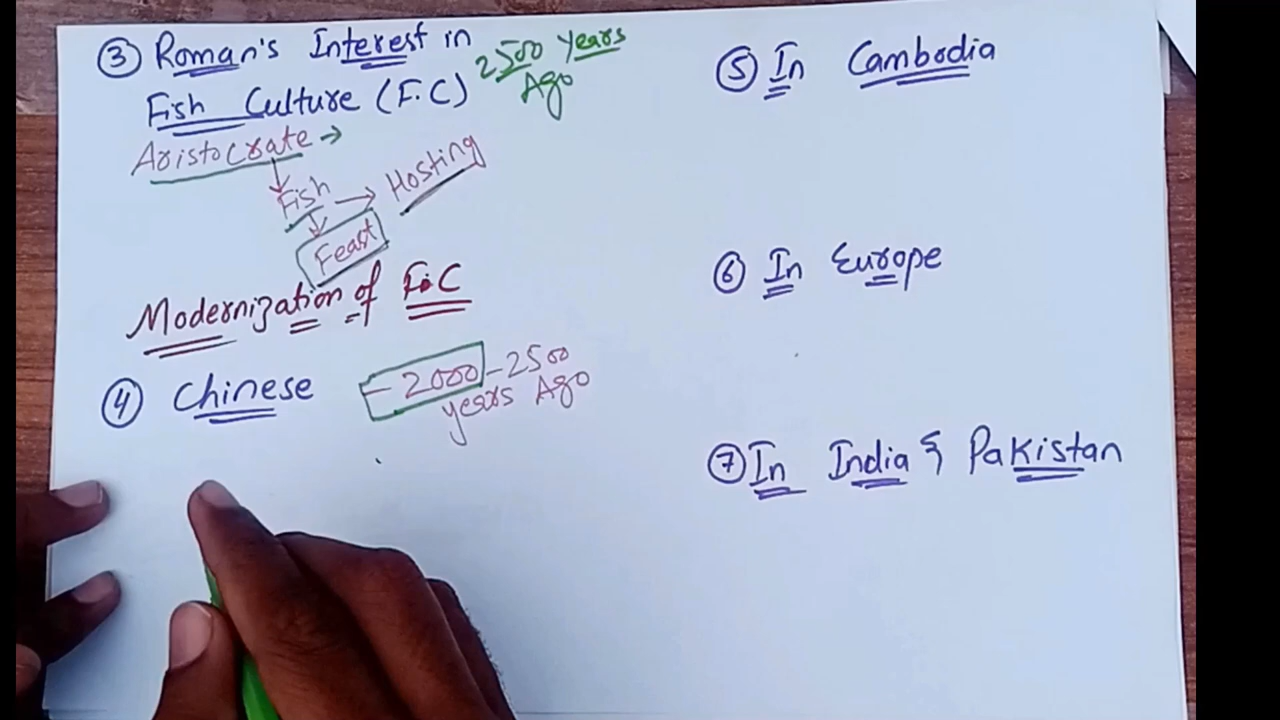 ③ Roman's Interest in
Fish Culture (F.C)
2500 Years
Ago
Aristocrate →
Fish → Hosting
Feast
Modernization of F.C
④ Chinese
- 2000 - 2500
years Ago
⑤ In Cambodia
⑥ In Europe
⑦ In India & Pakistan